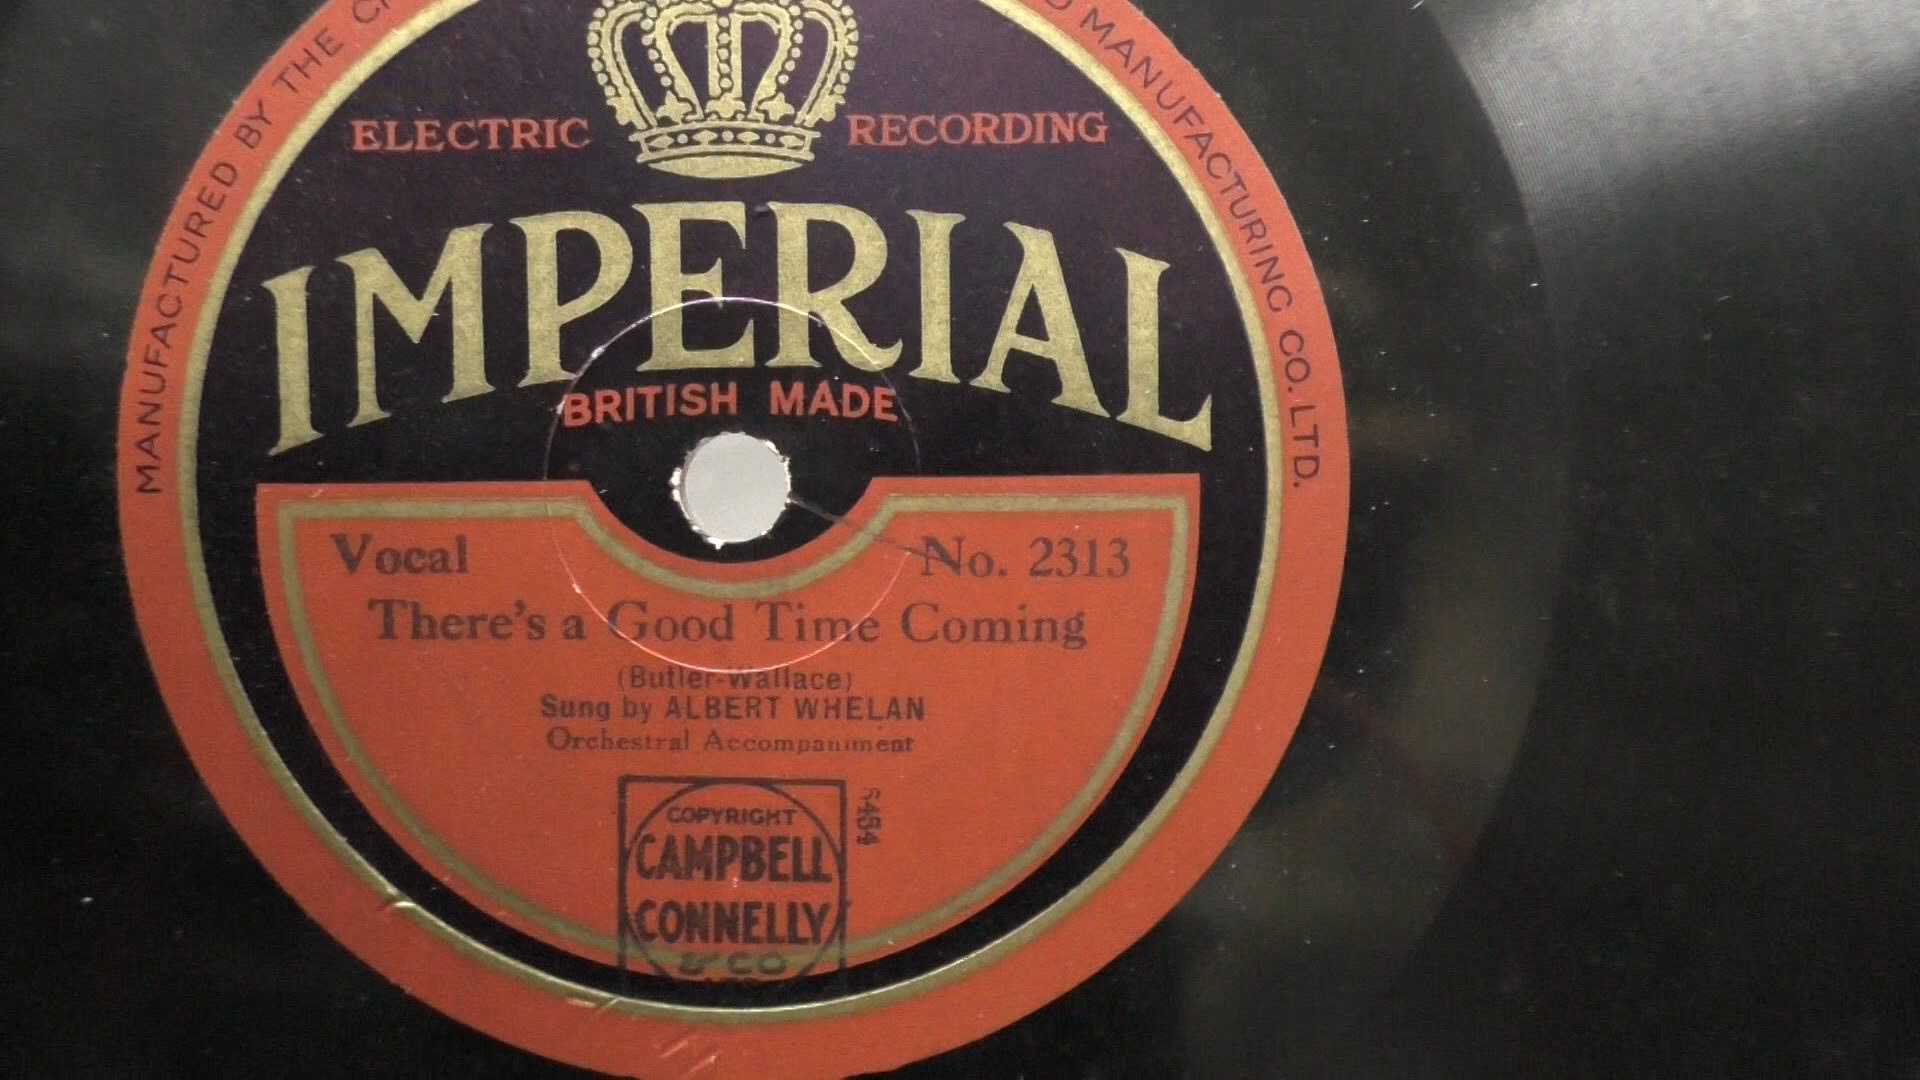 MANUFACTURED BY THE
MANUFACTURING CO. LTD.
ELECTRIC RECORDING
IMPERIAL
BRITISH MADE
Vocal No. 2313
There's a Good Time Coming
(Butler-Wallace)
Sung by ALBERT WHELAN
Orchestral Accompaniment
COPYRIGHT
CAMPBELL
CONNELLY
& CO